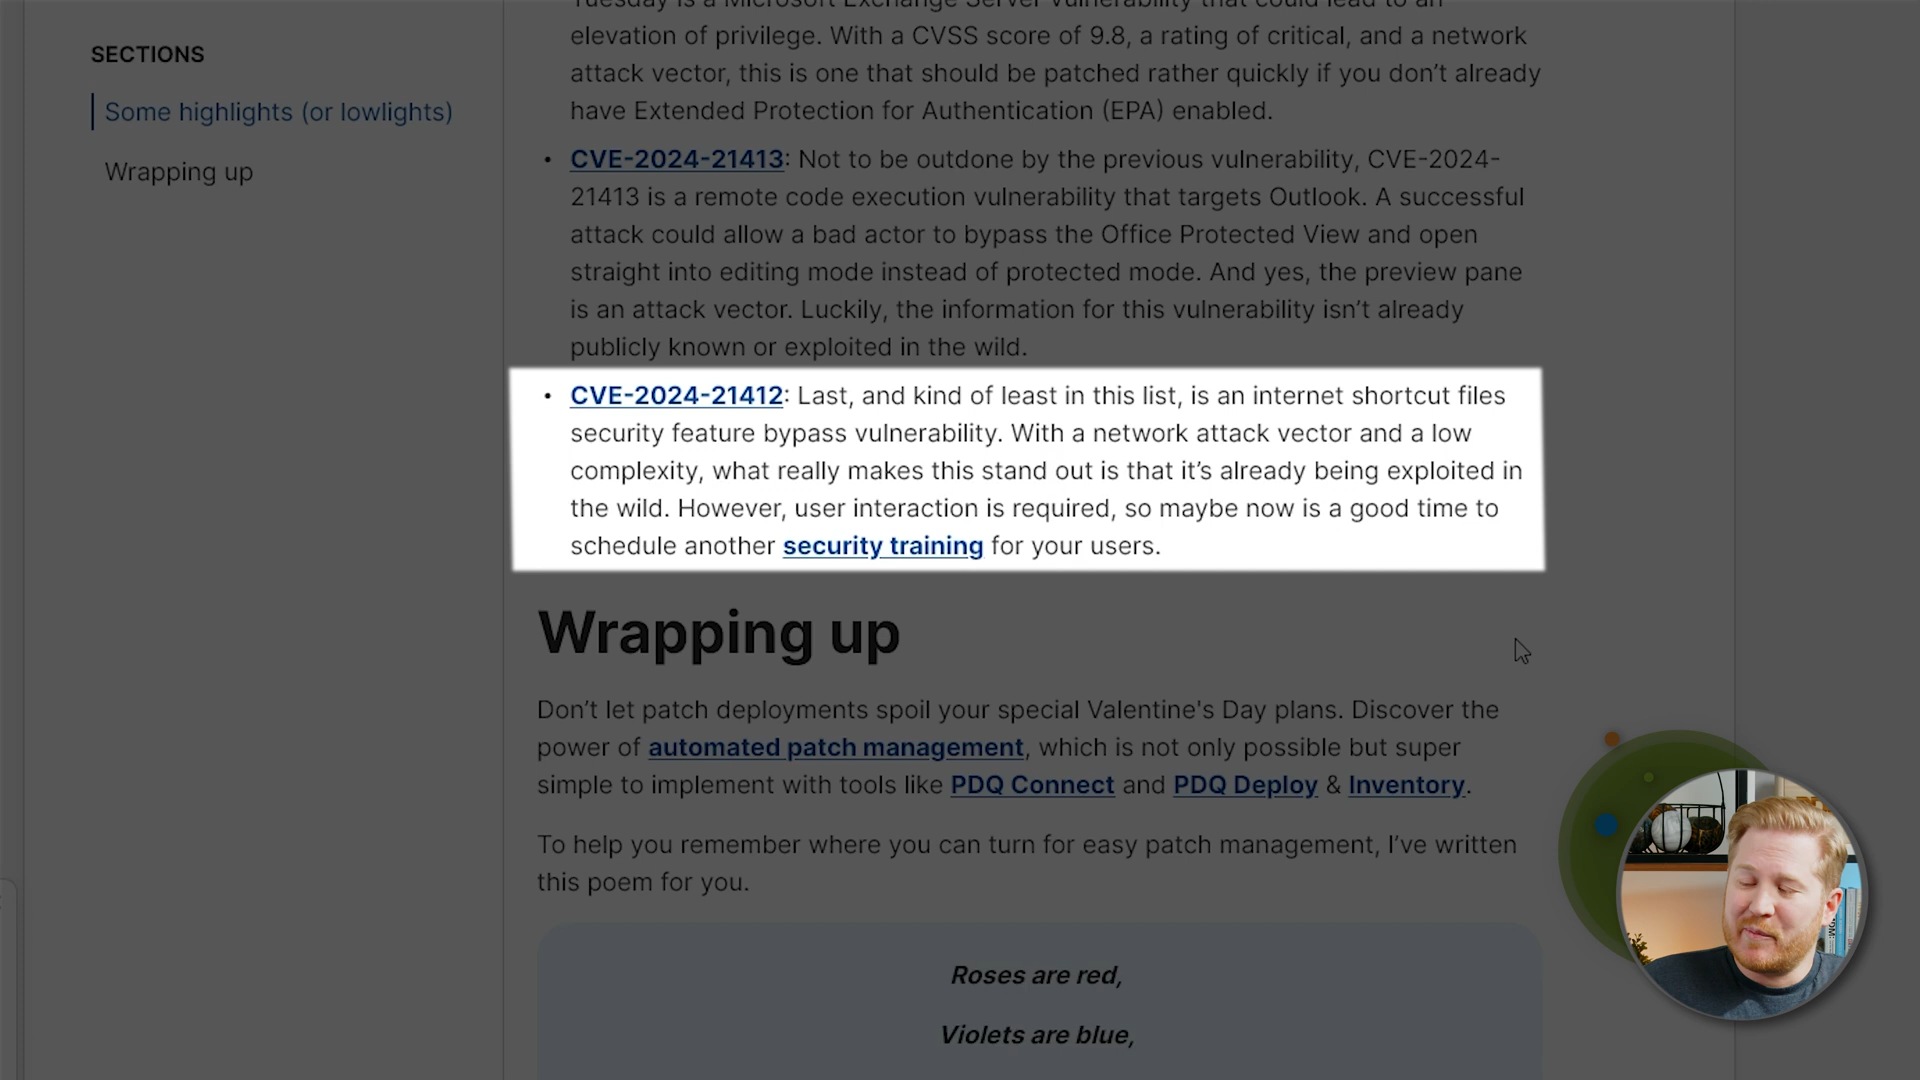 SECTIONS
Some highlights (or lowlights)
Wrapping up
Tuesday is a Microsoft Exchange Server vulnerability that could lead to an
elevation of privilege. With a CVSS score of 9.8, a rating of critical, and a network
attack vector, this is one that should be patched rather quickly if you don’t already
have Extended Protection for Authentication (EPA) enabled.
• CVE-2024-21413: Not to be outdone by the previous vulnerability, CVE-2024-
21413 is a remote code execution vulnerability that targets Outlook. A successful
attack could allow a bad actor to bypass the Office Protected View and open
straight into editing mode instead of protected mode. And yes, the preview pane
is an attack vector. Luckily, the information for this vulnerability isn’t already
publicly known or exploited in the wild.
• CVE-2024-21412: Last, and kind of least in this list, is an internet shortcut files
security feature bypass vulnerability. With a network attack vector and a low
complexity, what really makes this stand out is that it’s already being exploited in
the wild. However, user interaction is required, so maybe now is a good time to
schedule another security training for your users.
Wrapping up
Don’t let patch deployments spoil your special Valentine's Day plans. Discover the
power of automated patch management, which is not only possible but super
simple to implement with tools like PDQ Connect and PDQ Deploy & Inventory.
To help you remember where you can turn for easy patch management, I’ve written
this poem for you.
Roses are red,
Violets are blue,